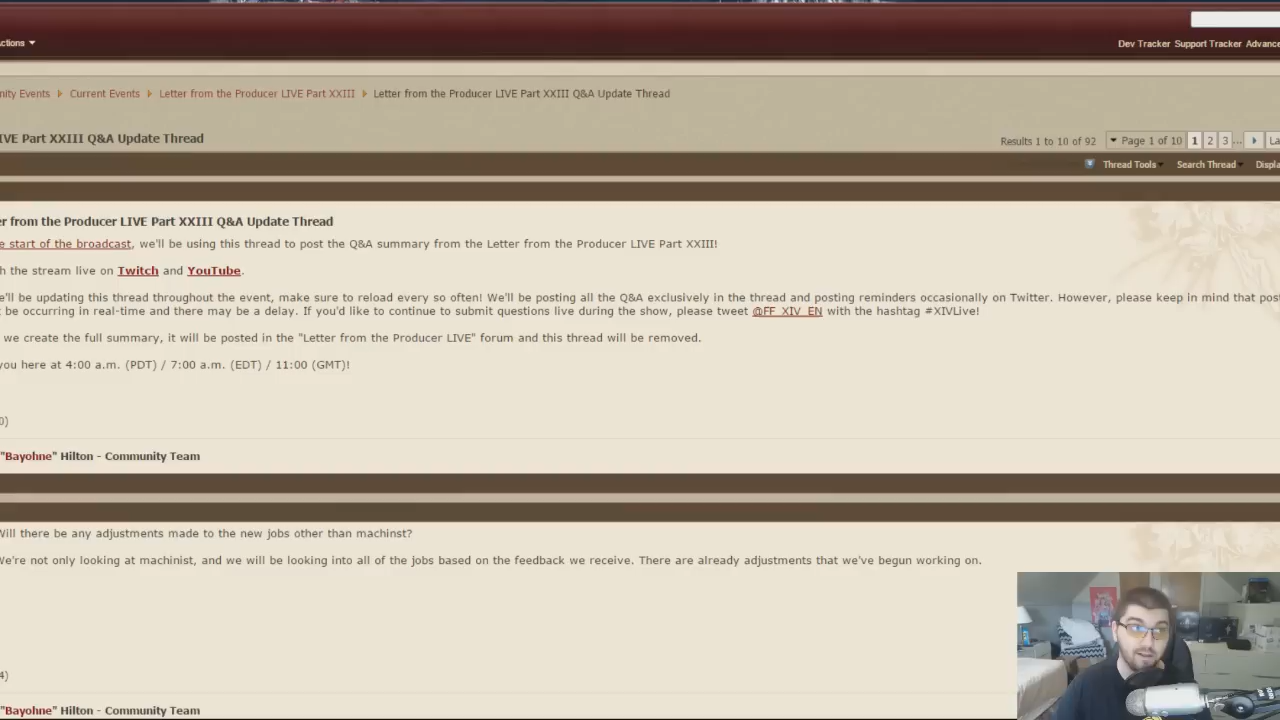 ctions
Dev Tracker Support Tracker Advance
nity Events Current Events Letter from the Producer LIVE Part XXIII Letter from the Producer LIVE Part XXIII Q&A Update Thread
IVE Part XXIII Q&A Update Thread
Results 1 to 10 of 92 Page 1 of 10 1 2 3 ... La
Thread Tools Search Thread Displa
er from the Producer LIVE Part XXIII Q&A Update Thread
e start of the broadcast, we'll be using this thread to post the Q&A summary from the Letter from the Producer LIVE Part XXIII!
h the stream live on Twitch and YouTube.
e'll be updating this thread throughout the event, make sure to reload every so often! We'll be posting all the Q&A exclusively in the thread and posting reminders occasionally on Twitter. However, please keep in mind that post
t be occurring in real-time and there may be a delay. If you'd like to continue to submit questions live during the show, please tweet @FF_XIV_EN with the hashtag #XIVLive!
we create the full summary, it will be posted in the "Letter from the Producer LIVE" forum and this thread will be removed.
you here at 4:00 a.m. (PDT) / 7:00 a.m. (EDT) / 11:00 (GMT)!
0)
"Bayohne" Hilton - Community Team
Will there be any adjustments made to the new jobs other than machinst?
We're not only looking at machinist, and we will be looking into all of the jobs based on the feedback we receive. There are already adjustments that we've begun working on.
4)
"Bayohne" Hilton - Community Team